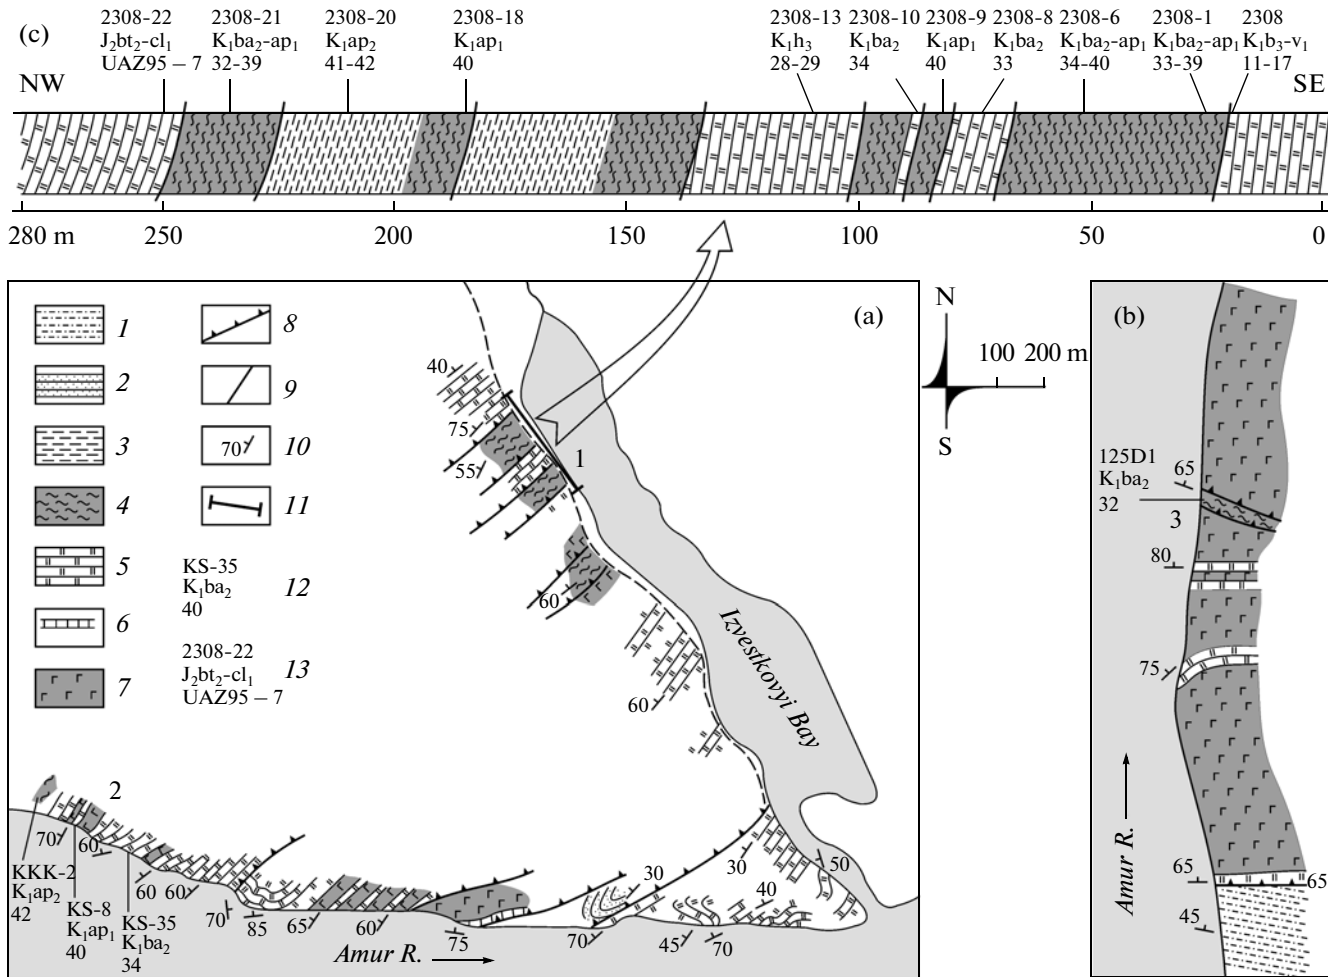 (c)
2308-22
J₂bt₂-cl₁
UAZ95 – 7
2308-21
K₁ba₂-ap₁
32-39
2308-20
K₁ap₂
41-42
2308-18
K₁ap₁
40
2308-13
K₁h₃
28-29
2308-10
K₁ba₂
34
2308-9
K₁ap₁
40
2308-8
K₁ba₂
33
2308-6
K₁ba₂-ap₁
34-40
2308-1
K₁ba₂-ap₁
33-39
2308
K₁b₃-v₁
11-17
NW
SE
280 m 250 200 150 100 50 0
(a)
1
2
3
4
5
6
7
8
9
70
10
11
KS-35
K₁ba₂
40
12
2308-22
J₂bt₂-cl₁
UAZ95 – 7
13
40
75
55
1
60
60
Izvestkovyi Bay
2
70
60
KKK-2
K₁ap₂
42
KS-8
K₁ap₁
40
KS-35
K₁ba₂
34
60
60
70
85
65
60
75
70
30
30
45
70
40
50
Amur R.
N
S
100 200 m
(b)
125D1
K₁ba₂
32
65
3
80
75
65
65
45
Amur R.